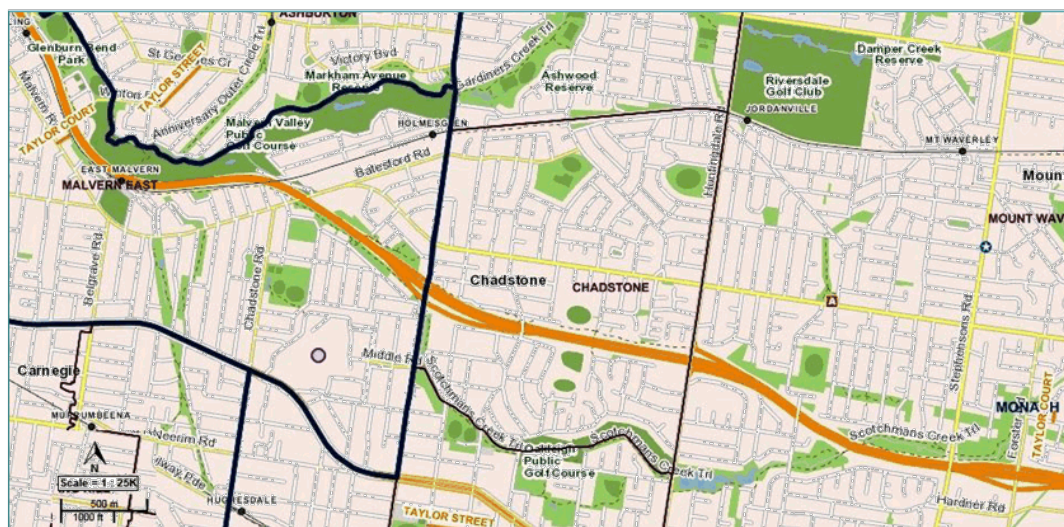 ING
ASHBURTON
Glenburn Bend
Park
St Georges Cr
Victory Bvd
TAYLOR STREET
Anniversary Outer Circle Trl
Gardiners Creek Trl
Damper Creek
Reserve
Malvern Rd
Markham Avenue
Reserve
Ashwood
Reserve
Riversdale
Golf Club
TAYLOR COURT
Malvern Valley
Public
Golf Course
HOLMESGLEN
JORDANVILLE
Huntingdale Rd
MT WAVERLEY
Batesford Rd
EAST MALVERN
MALVERN EAST
Mount
MOUNT WAV
Belgrave Rd
Chadstone Rd
Chadstone
CHADSTONE
Stephensons Rd
Middle Rd
Carnegie
Scotchmans Creek Trl
MURRUMBEENA
Neerim Rd
Scotchmans Creek Trl
Oakleigh
Public
Golf Course
Scotchmans Creek Trl
MONASH
TAYLOR COURT
N
Scale = 1 : 25K
500 m
1000 ft
HUGHESDALE
TAYLOR STREET
Hardner Rd